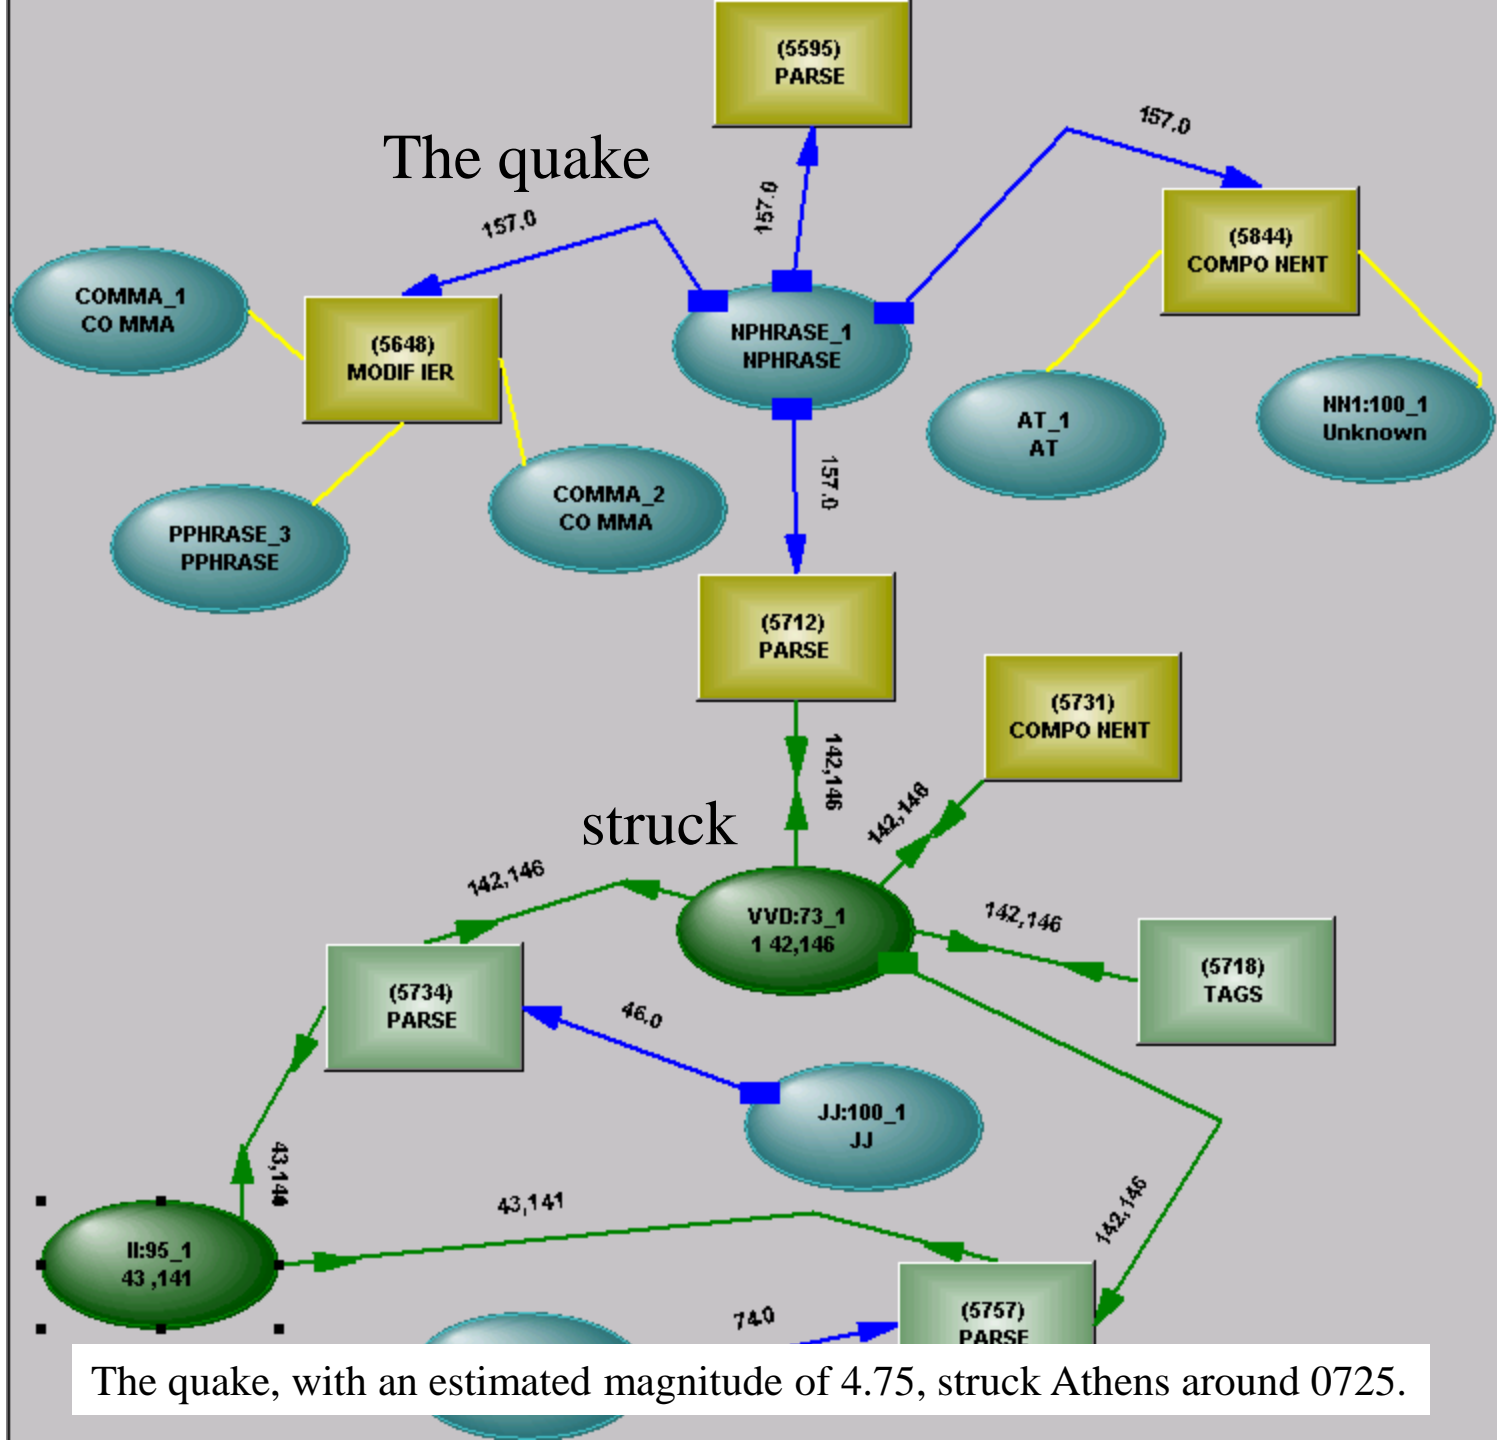 (5595)
PARSE
157.0
The quake
157.0
157.0
(5844)
COMPO NENT
COMMA_1
CO MMA
(5648)
MODIF IER
NPHRASE_1
NPHRASE
AT_1
AT
NN1:100_1
Unknown
157.0
COMMA_2
CO MMA
PPHRASE_3
PPHRASE
(5712)
PARSE
(5731)
COMPO NENT
142,146
142,146
struck
142,146
VVD:73_1
1 42,146
142,146
(5718)
TAGS
(5734)
PARSE
46.0
JJ:100_1
JJ
43,141
43,141
142,146
II:95_1
43 ,141
74.0
(5757)
PARSE
The quake, with an estimated magnitude of 4.75, struck Athens around 0725.